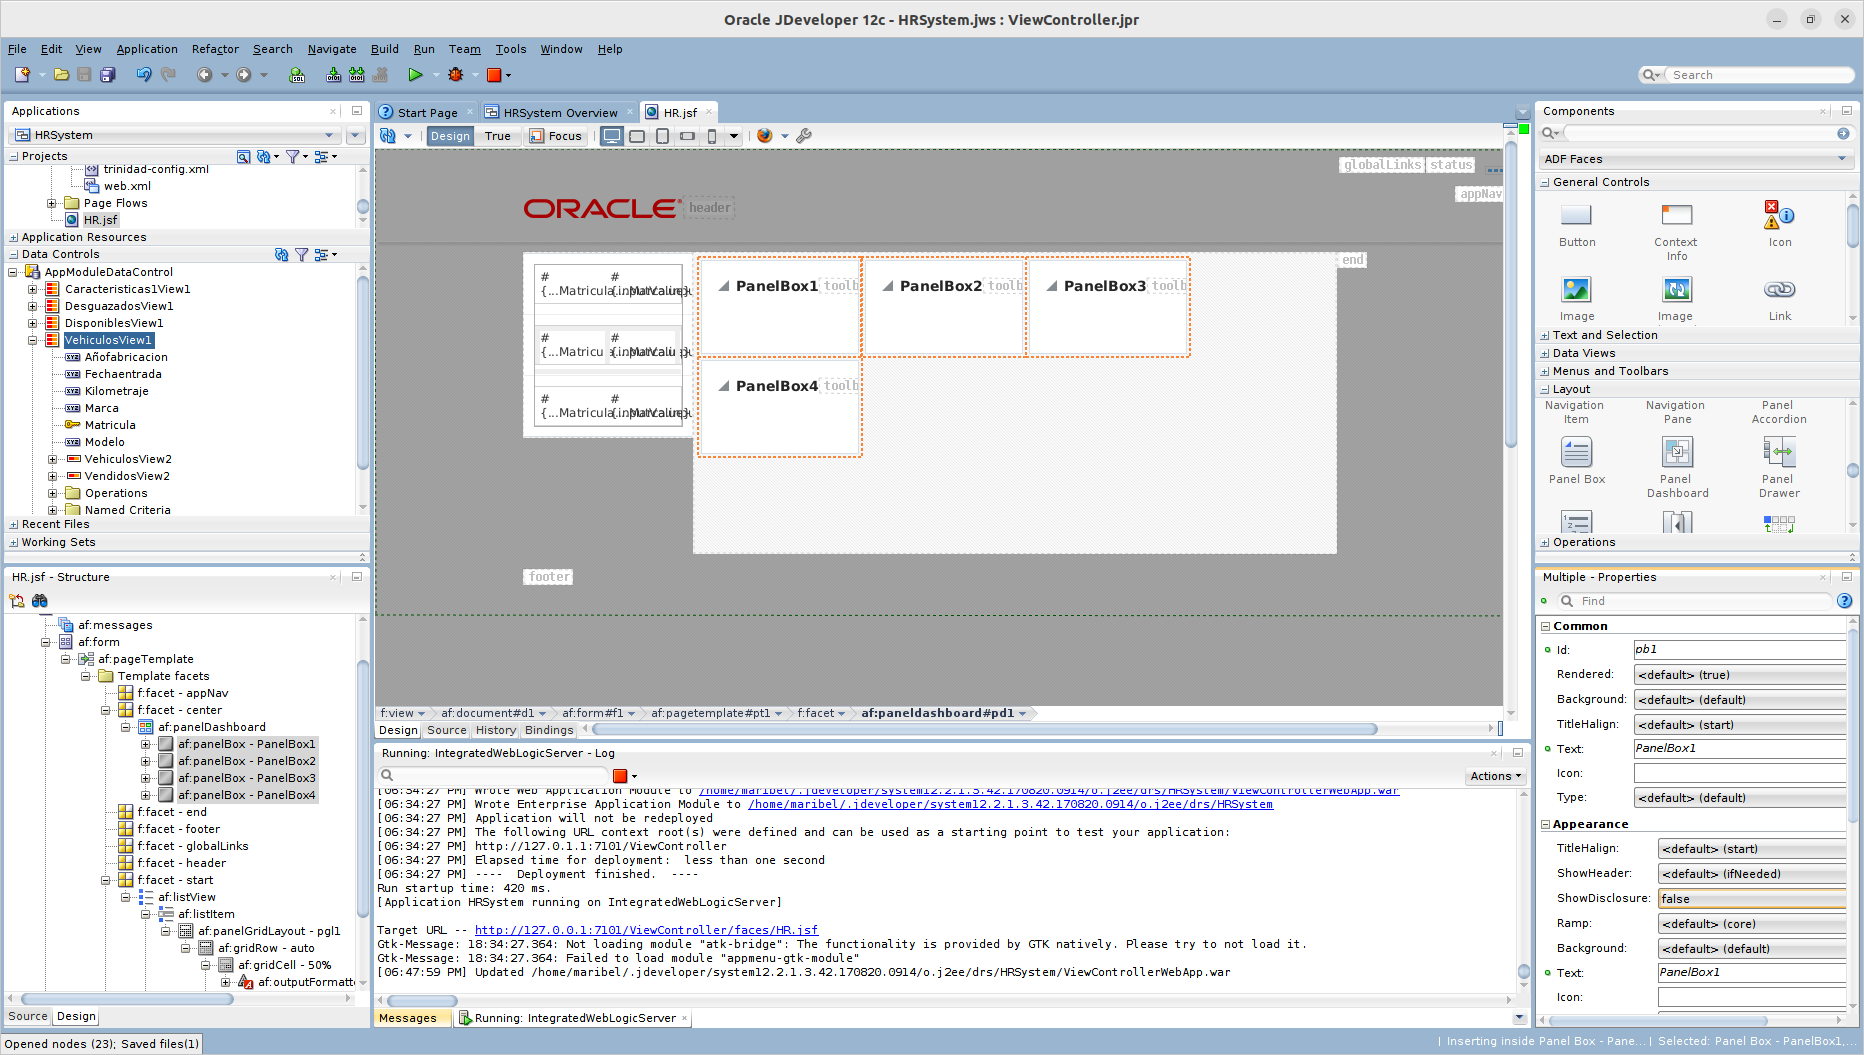 Oracle JDeveloper 12c - HRSystem.jws : ViewController.jpr
File Edit View Application Refactor Search Navigate Build Run Team Tools Window Help
Search
Applications
HRSystem
Projects
trinidad-config.xml
web.xml
Page Flows
HR.jsf
Application Resources
Data Controls
AppModuleDataControl
Caracteristicas1View1
DesguazadosView1
DisponiblesView1
VehiculosView1
Añofabricacion
Fechaentrada
Kilometraje
Marca
Matricula
Modelo
VehiculosView2
VendidosView2
Operations
Named Criteria
Recent Files
Working Sets
HR.jsf - Structure
af:messages
af:form
af:pageTemplate
Template facets
f:facet - appNav
f:facet - center
af:panelDashboard
af:panelBox - PanelBox1
af:panelBox - PanelBox2
af:panelBox - PanelBox3
af:panelBox - PanelBox4
f:facet - end
f:facet - footer
f:facet - globalLinks
f:facet - header
f:facet - start
af:listView
af:listItem
af:panelGridLayout - pgl1
af:gridRow - auto
af:gridCell - 50%
af:outputFormatt
Source Design
Opened nodes (23); Saved files(1)
Start Page HRSystem Overview HR.jsf
Design True Focus
globalLinks status
appNav
ORACLE header
end
# #
{...Matricula
# #
{...Matricu
# #
{...Matricula
PanelBox1 toolb PanelBox2 toolb PanelBox3 toolb
PanelBox4 toolb
footer
f:view af:document#d1 af:form#f1 af:pagetemplate#pt1 f:facet af:paneldashboard#pd1
Design Source History Bindings
Running: IntegratedWebLogicServer - Log
Actions
[06:34:27 PM] Wrote Web Application Module to /home/maribel/.jdeveloper/system12.2.1.3.42.170820.0914/o.j2ee/drs/HRSystem/ViewControllerWebApp.war
[06:34:27 PM] Wrote Enterprise Application Module to /home/maribel/.jdeveloper/system12.2.1.3.42.170820.0914/o.j2ee/drs/HRSystem
[06:34:27 PM] Application will not be redeployed
[06:34:27 PM] The following URL context root(s) were defined and can be used as a starting point to test your application:
[06:34:27 PM] http://127.0.1.1:7101/ViewController
[06:34:27 PM] Elapsed time for deployment:  less than one second
[06:34:27 PM] ----  Deployment finished.  ----
Run startup time: 420 ms.
[Application HRSystem running on IntegratedWebLogicServer]
Target URL -- http://127.0.0.1:7101/ViewController/faces/HR.jsf
Gtk-Message: 18:34:27.364: Not loading module "atk-bridge": The functionality is provided by GTK natively. Please try to not load it.
Gtk-Message: 18:34:27.364: Failed to load module "appmenu-gtk-module"
[06:47:59 PM] Updated /home/maribel/.jdeveloper/system12.2.1.3.42.170820.0914/o.j2ee/drs/HRSystem/ViewControllerWebApp.war
Messages Running: IntegratedWebLogicServer
Components
ADF Faces
General Controls
Button Context Info Icon
Image Image Link
Text and Selection
Data Views
Menus and Toolbars
Layout
Navigation Item Navigation Pane Panel Accordion
Panel Box Panel Dashboard Panel Drawer
Operations
Multiple - Properties
Find
Common
Id: pb1
Rendered: <default> (true)
Background: <default> (default)
TitleHalign: <default> (start)
Text: PanelBox1
Icon:
Type: <default> (default)
Appearance
TitleHalign: <default> (start)
ShowHeader: <default> (ifNeeded)
ShowDisclosure: false
Ramp: <default> (core)
Background: <default> (default)
Text: PanelBox1
Icon:
Inserting inside Panel Box - Pane... | Selected: Panel Box - PanelBox1,...